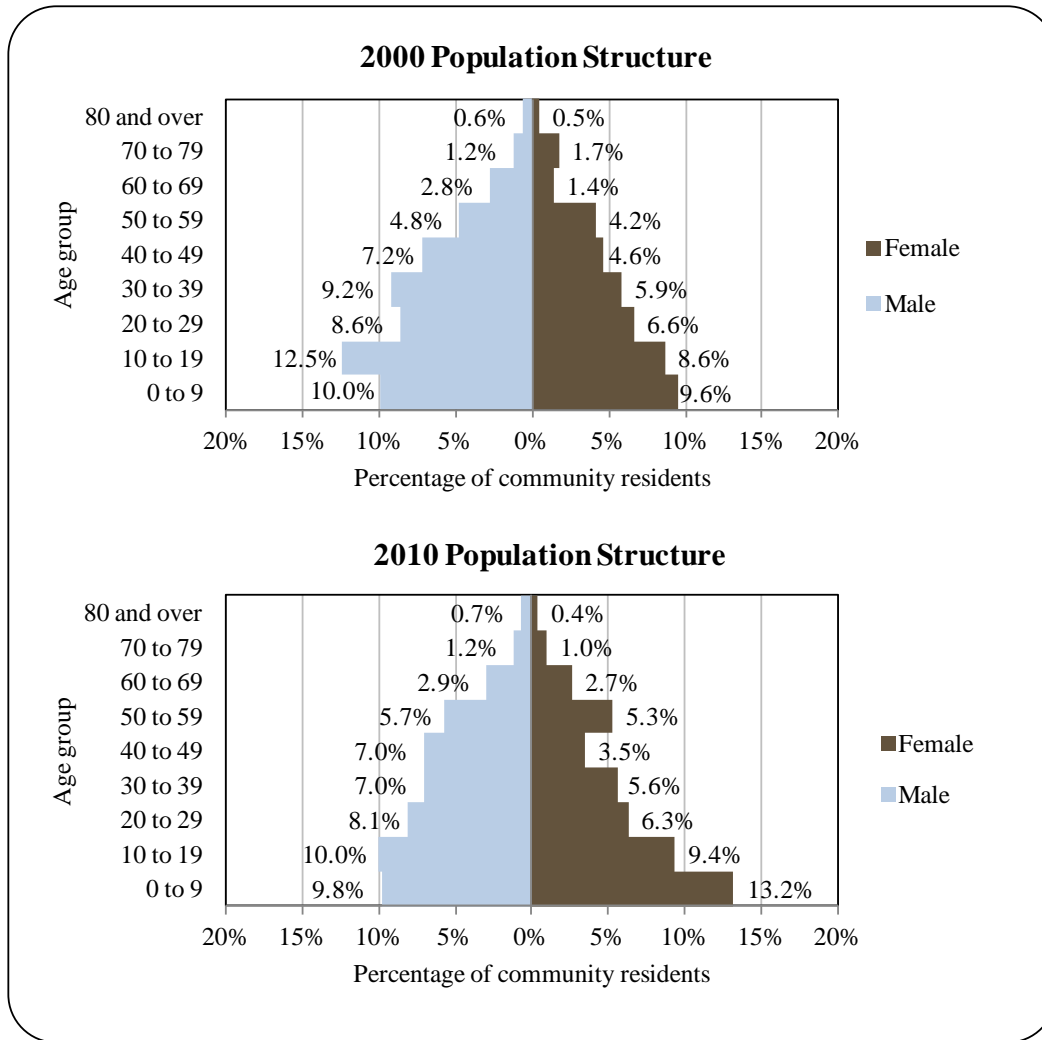 2000 Population Structure
80 and over 0.6% 0.5%
70 to 79 1.2% 1.7%
60 to 69 2.8% 1.4%
50 to 59 4.8% 4.2%
40 to 49 7.2% 4.6%
30 to 39 9.2% 5.9%
20 to 29 8.6% 6.6%
10 to 19 12.5% 8.6%
0 to 9 10.0% 9.6%
Age group
Female
Male
20% 15% 10% 5% 0% 5% 10% 15% 20%
Percentage of community residents
2010 Population Structure
80 and over 0.7% 0.4%
70 to 79 1.2% 1.0%
60 to 69 2.9% 2.7%
50 to 59 5.7% 5.3%
40 to 49 7.0% 3.5%
30 to 39 7.0% 5.6%
20 to 29 8.1% 6.3%
10 to 19 10.0% 9.4%
0 to 9 9.8% 13.2%
Age group
Female
Male
20% 15% 10% 5% 0% 5% 10% 15% 20%
Percentage of community residents